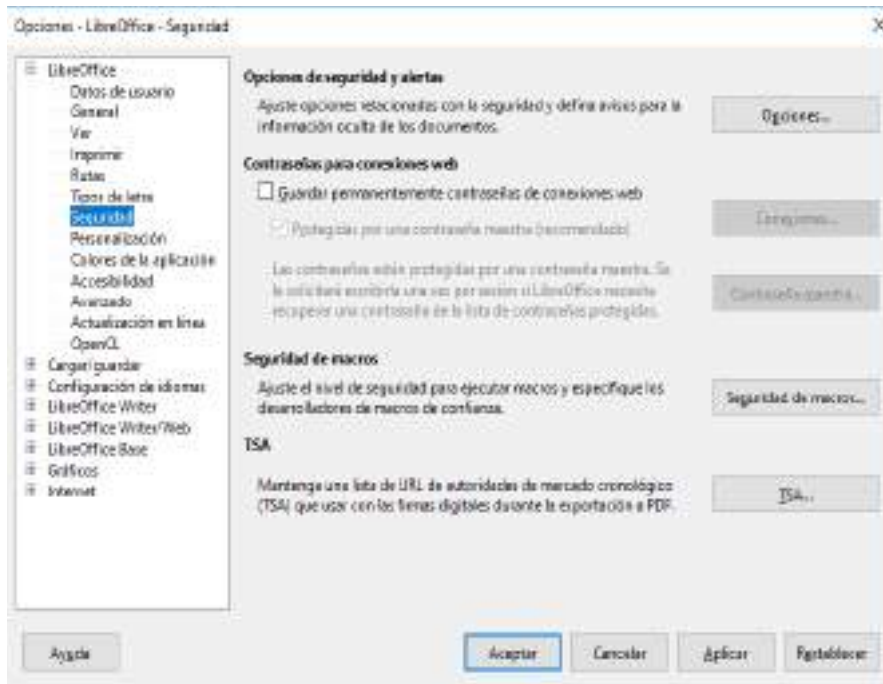 Opciones - LibreOffice - Seguridad
LibreOffice
Datos de usuario
General
Ver
Imprimir
Rutas
Tipos de letra
Seguridad
Personalización
Colores de la aplicación
Accesibilidad
Avanzado
Actualización en línea
OpenCL
Cargar/guardar
Configuración de idiomas
LibreOffice Writer
LibreOffice Writer/Web
LibreOffice Base
Gráficos
Internet
Opciones de seguridad y alertas
Ajuste opciones relacionadas con la seguridad y defina avisos para la
información oculta de los documentos.
Opciones...
Contraseñas para conexiones web
Guardar permanentemente contraseñas de conexiones web
Protegidas por una contraseña maestra (recomendado)
Conexiones...
Las contraseñas están protegidas por una contraseña maestra. Se
le solicitará escribirla una vez por sesión si LibreOffice necesita
recuperar una contraseña de la lista de contraseñas protegidas.
Contraseña maestra...
Seguridad de macros
Ajuste el nivel de seguridad para ejecutar macros y especifique los
desarrolladores de macros de confianza.
Seguridad de macros...
TSA
Mantenga una lista de URL de autoridades de marcado cronológico
(TSA) que usar con las firmas digitales durante la exportación a PDF.
TSA...
Ayuda
Aceptar
Cancelar
Aplicar
Restablecer